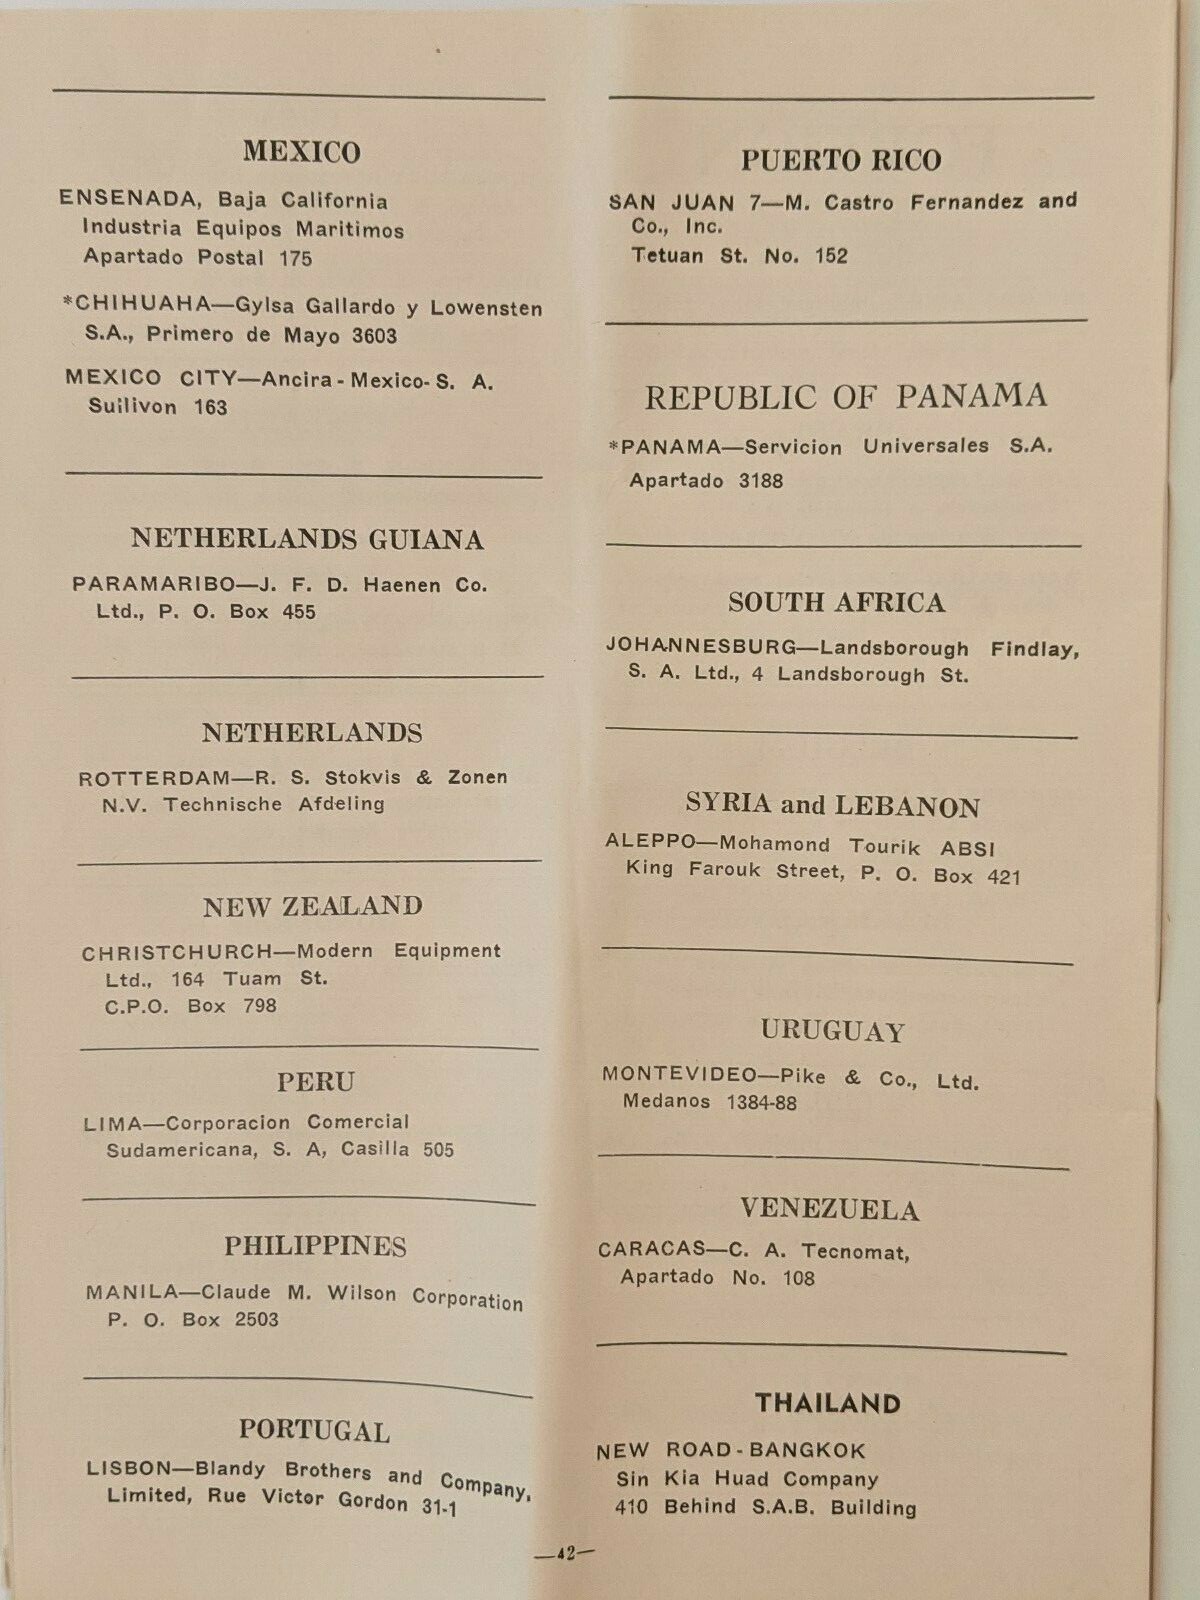 MEXICO
ENSENADA, Baja California
Industria Equipos Maritimos
Apartado Postal 175
*CHIHUAHA—Gylsa Gallardo y Lowensten
S.A., Primero de Mayo 3603
MEXICO CITY—Ancira-Mexico-S. A.
Suilivon 163
NETHERLANDS GUIANA
PARAMARIBO—J. F. D. Haenen Co.
Ltd., P. O. Box 455
NETHERLANDS
ROTTERDAM—R. S. Stokvis & Zonen
N.V. Technische Afdeling
NEW ZEALAND
CHRISTCHURCH—Modern Equipment
Ltd., 164 Tuam St.
C.P.O. Box 798
PERU
LIMA—Corporacion Comercial
Sudamericana, S. A, Casilla 505
PHILIPPINES
MANILA—Claude M. Wilson Corporation
P. O. Box 2503
PORTUGAL
LISBON—Blandy Brothers and Company,
Limited, Rue Victor Gordon 31-1
PUERTO RICO
SAN JUAN 7—M. Castro Fernandez and
Co., Inc.
Tetuan St. No. 152
REPUBLIC OF PANAMA
*PANAMA—Servicion Universales S.A.
Apartado 3188
SOUTH AFRICA
JOHANNESBURG—Landsborough Findlay,
S. A. Ltd., 4 Landsborough St.
SYRIA and LEBANON
ALEPPO—Mohamond Tourik ABSI
King Farouk Street, P. O. Box 421
URUGUAY
MONTEVIDEO—Pike & Co., Ltd.
Medanos 1384-88
VENEZUELA
CARACAS—C. A. Tecnomat,
Apartado No. 108
THAILAND
NEW ROAD-BANGKOK
Sin Kia Huad Company
410 Behind S.A.B. Building
—42—